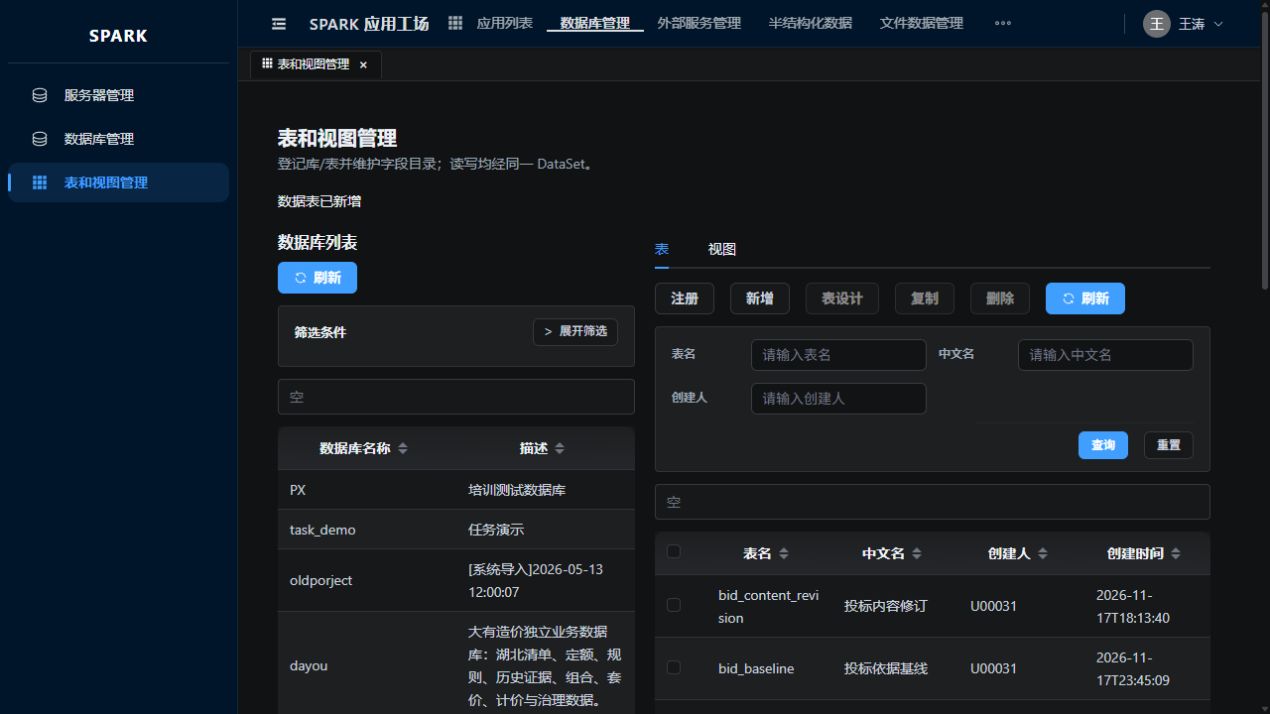 SPARK
服务器管理
数据库管理
表和视图管理
SPARK 应用工场
应用列表
数据库管理
外部服务管理
半结构化数据
文件数据管理
王
王涛
表和视图管理
表和视图管理
登记库/表并维护字段目录；读写均经同一 DataSet。
数据表已新增
数据库列表
刷新
筛选条件
> 展开筛选
空
数据库名称 描述
PX 培训测试数据库
task_demo 任务演示
oldporject [系统导入]2026-05-13
12:00:07
dayou 大有造价独立业务数据
库：湖北清单、定额、规
则、历史证据、组合、套
价、计价与治理数据。
表 视图
注册 新增 表设计 复制 删除 刷新
表名 请输入表名 中文名 请输入中文名
创建人 请输入创建人
查询 重置
空
表名 中文名 创建人 创建时间
bid_content_revi
sion 投标内容修订 U00031 2026-11-
17T18:13:40
bid_baseline 投标依据基线 U00031 2026-11-
17T23:45:09